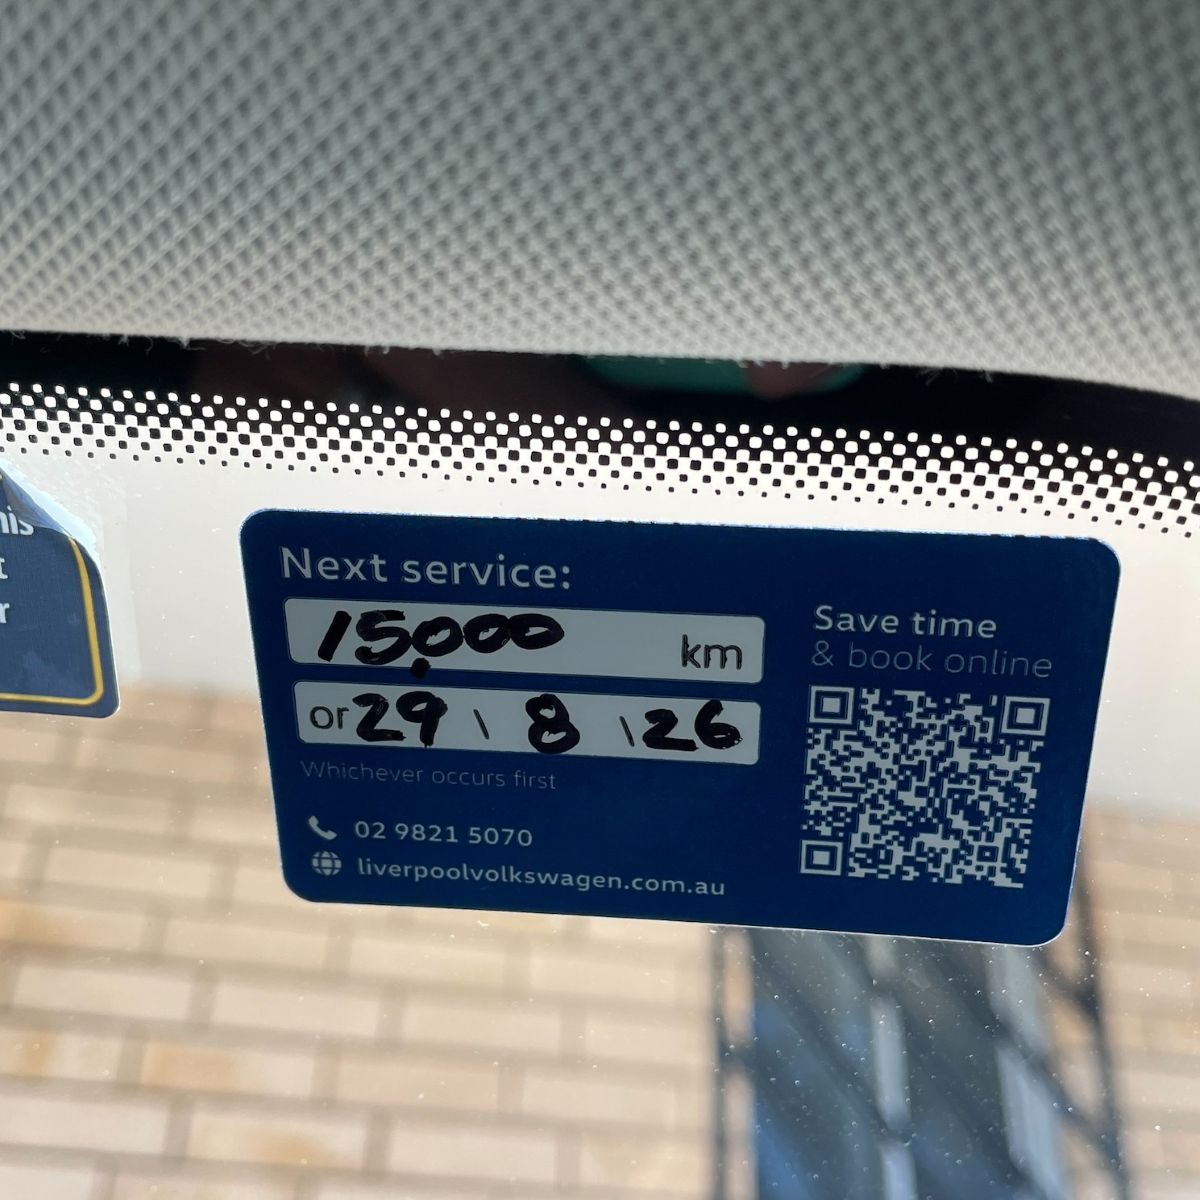 his
t
r
Next service:
15,000 km
or 29 \ 8 \ 26
Whichever occurs first
02 9821 5070
liverpoolvolkswagen.com.au
Save time
& book online